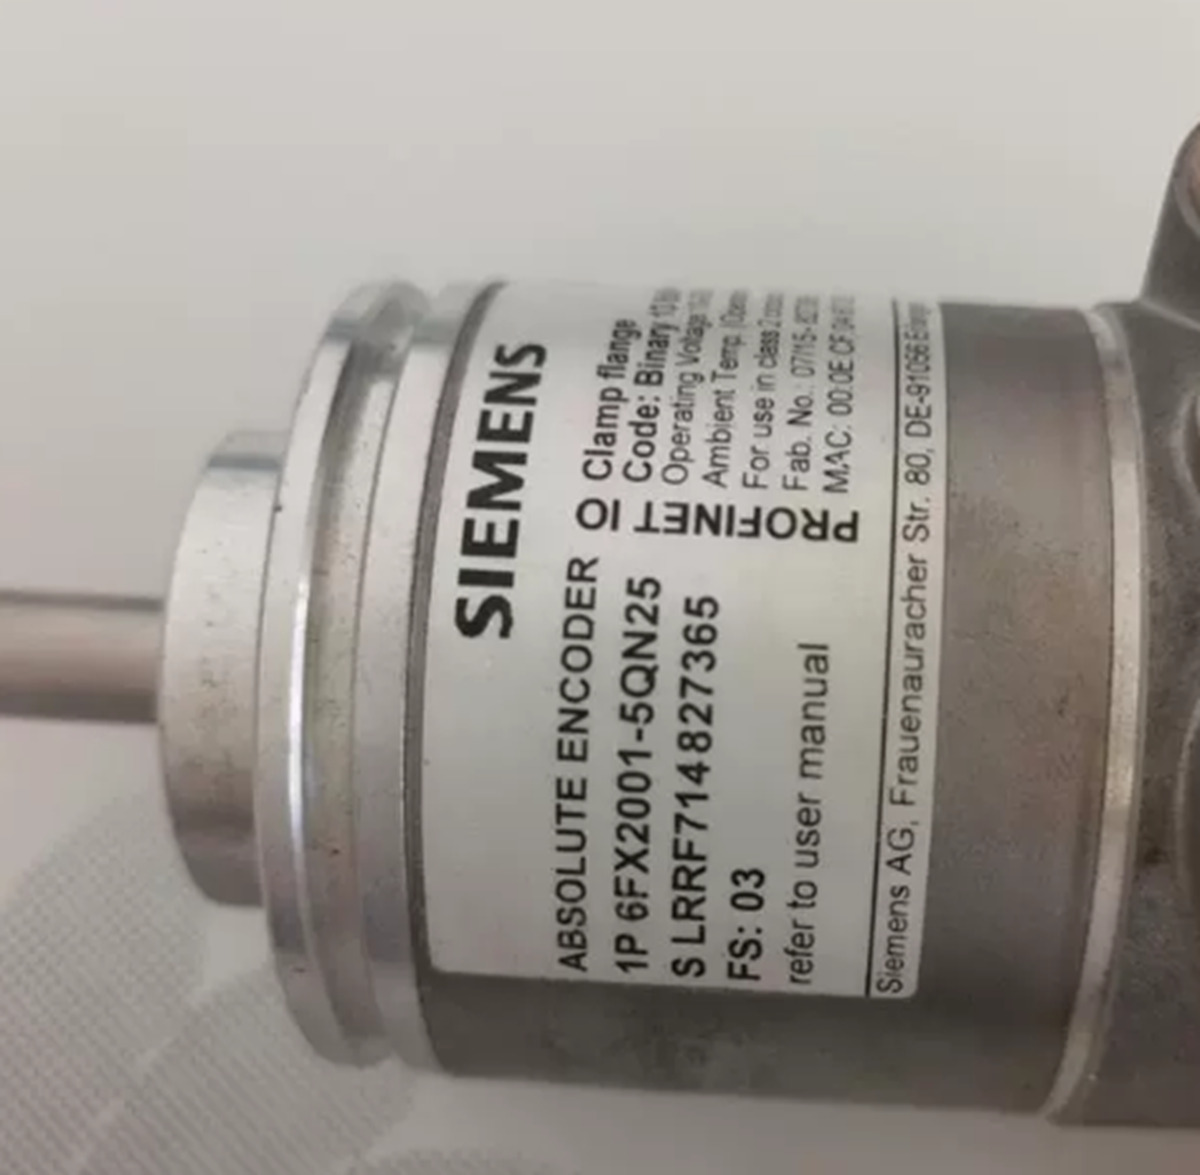 SIEMENS
ABSOLUTE ENCODER
1P 6FX2001-5QN25
S LRRF714827365
FS: 03
refer to user manual
PROFINET IO
Clamp flange
Code: Binary
Operating Voltage
Ambient Temp.
For use in class 2
Fab. No.: 07/15-
MAC: 00:0E:CF:
Siemens AG, Frauenauracher Str. 80, DE-91056